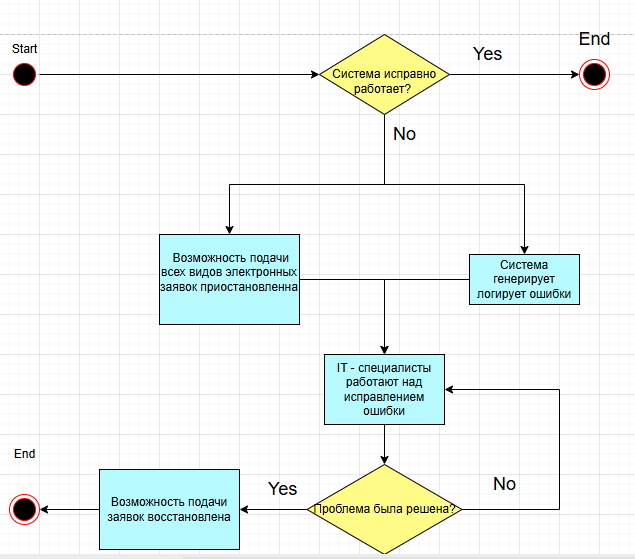 Start
End
Yes
Система исправно
работает?
No
Возможность подачи
всех видов электронных
заявок приостановленна
Система
генерирует
логирует ошибки
IT - специалисты
работают над
исправлением
ошибки
End
Yes
No
Проблема была решена?
Возможность подачи
заявок восстановлена